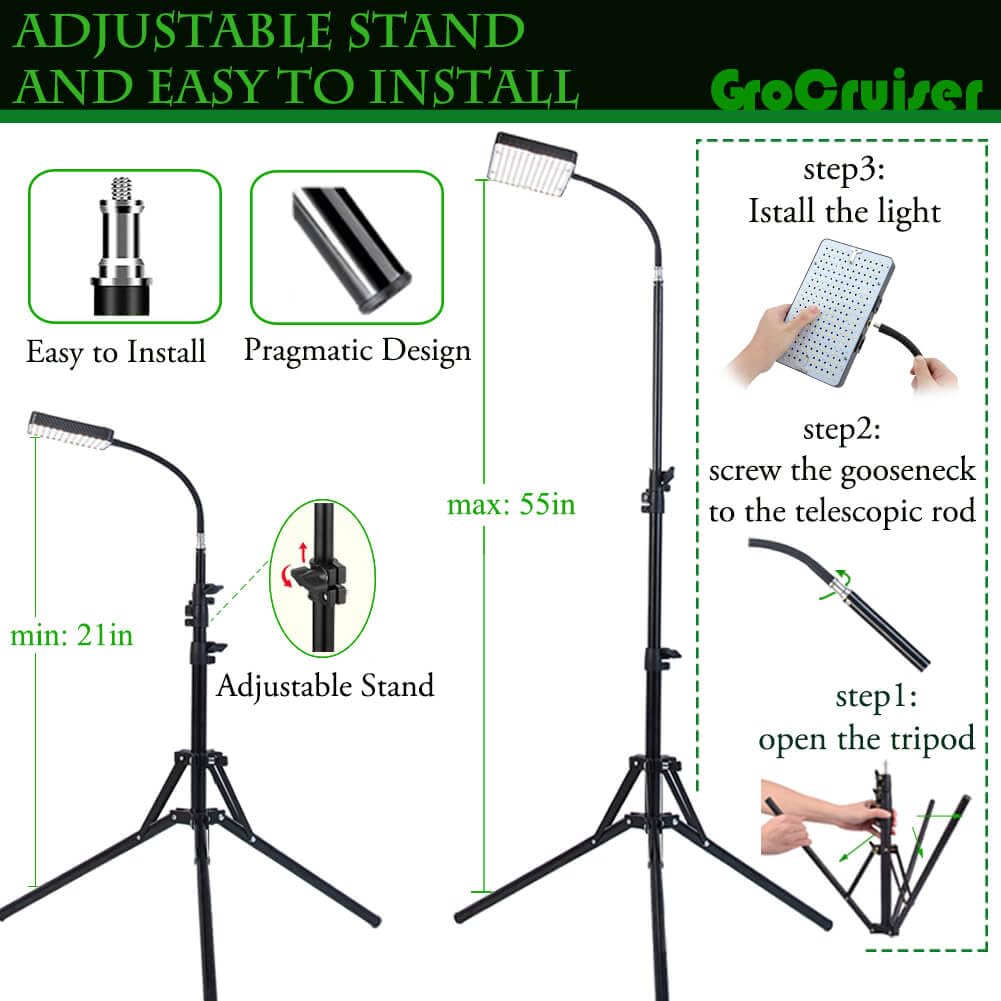 ADJUSTABLE STAND
AND EASY TO INSTALL
GroCruiser
Easy to Install
Pragmatic Design
min: 21in
Adjustable Stand
max: 55in
step3:
Istall the light
step2:
screw the gooseneck
to the telescopic rod
step1:
open the tripod